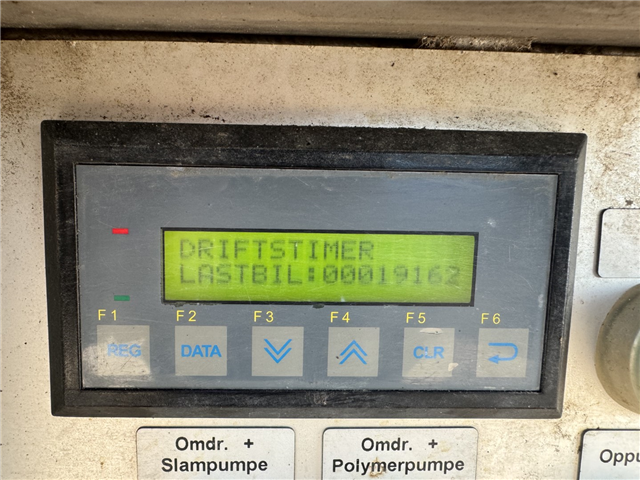 DRIFTSTIMER
LASTBIL:00019162
F1 F2 F3 F4 F5 F6
REG DATA CLR
Omdr. + Slampumpe
Omdr. + Polymerpumpe